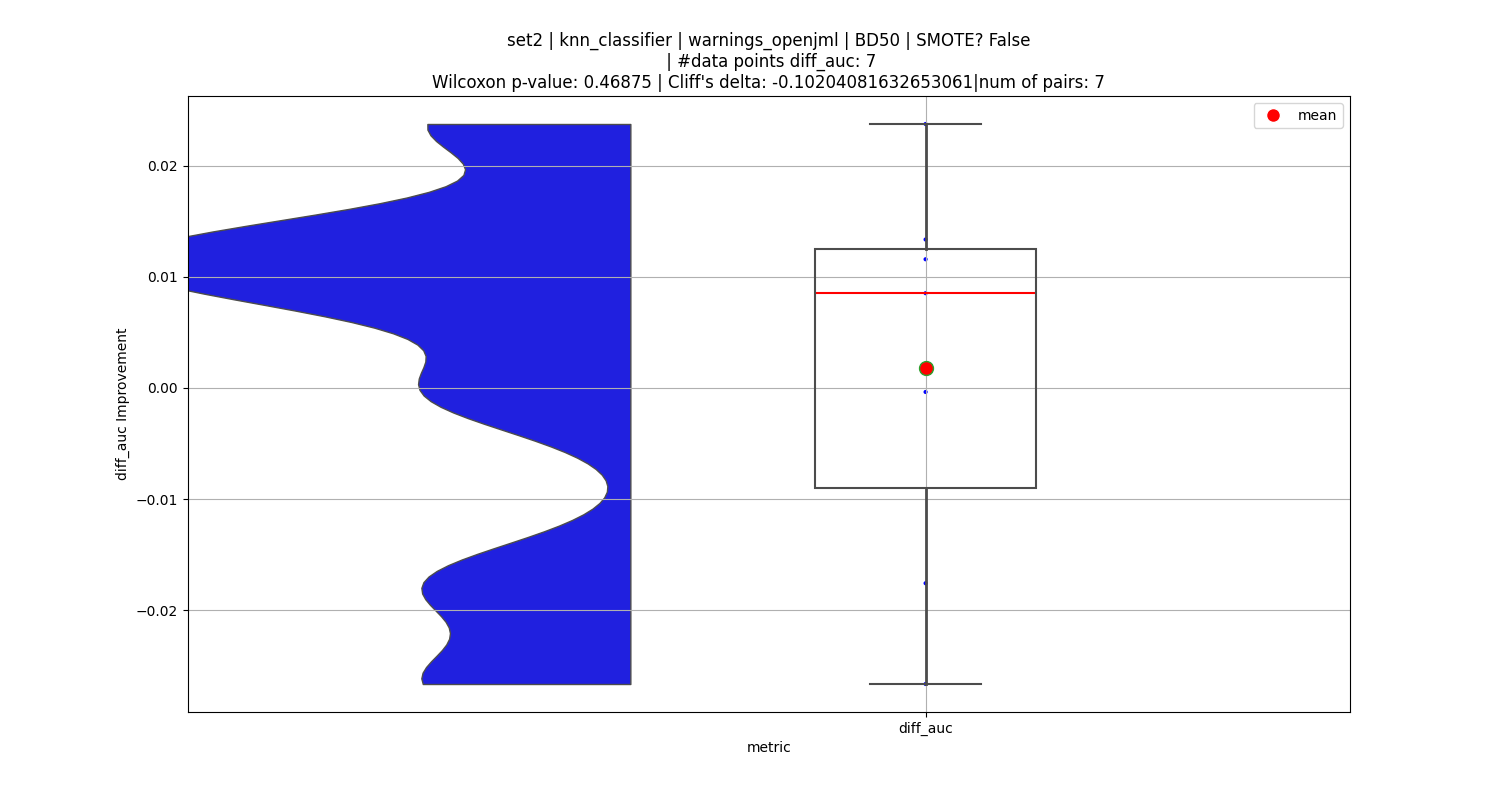 set2 | knn_classifier | warnings_openjml | BD50 | SMOTE? False
| #data points diff_auc: 7
Wilcoxon p-value: 0.46875 | Cliff's delta: -0.10204081632653061|num of pairs: 7
mean
0.02
0.01
0.00
−0.01
−0.02
diff_auc Improvement
diff_auc
metric